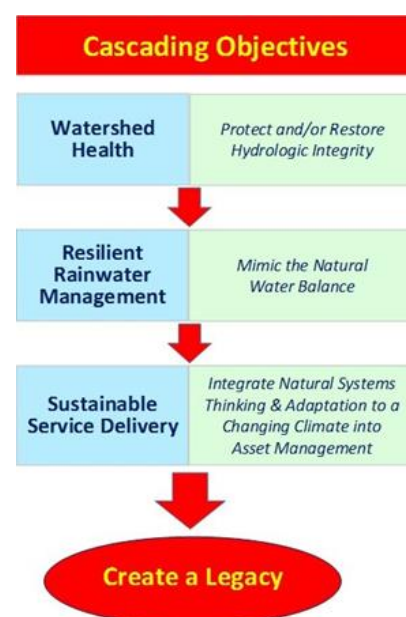 Cascading Objectives
Watershed
Health
Protect and/or Restore
Hydrologic Integrity
Resilient
Rainwater
Management
Mimic the Natural
Water Balance
Sustainable
Service Delivery
Integrate Natural Systems
Thinking & Adaptation to a
Changing Climate into
Asset Management
Create a Legacy